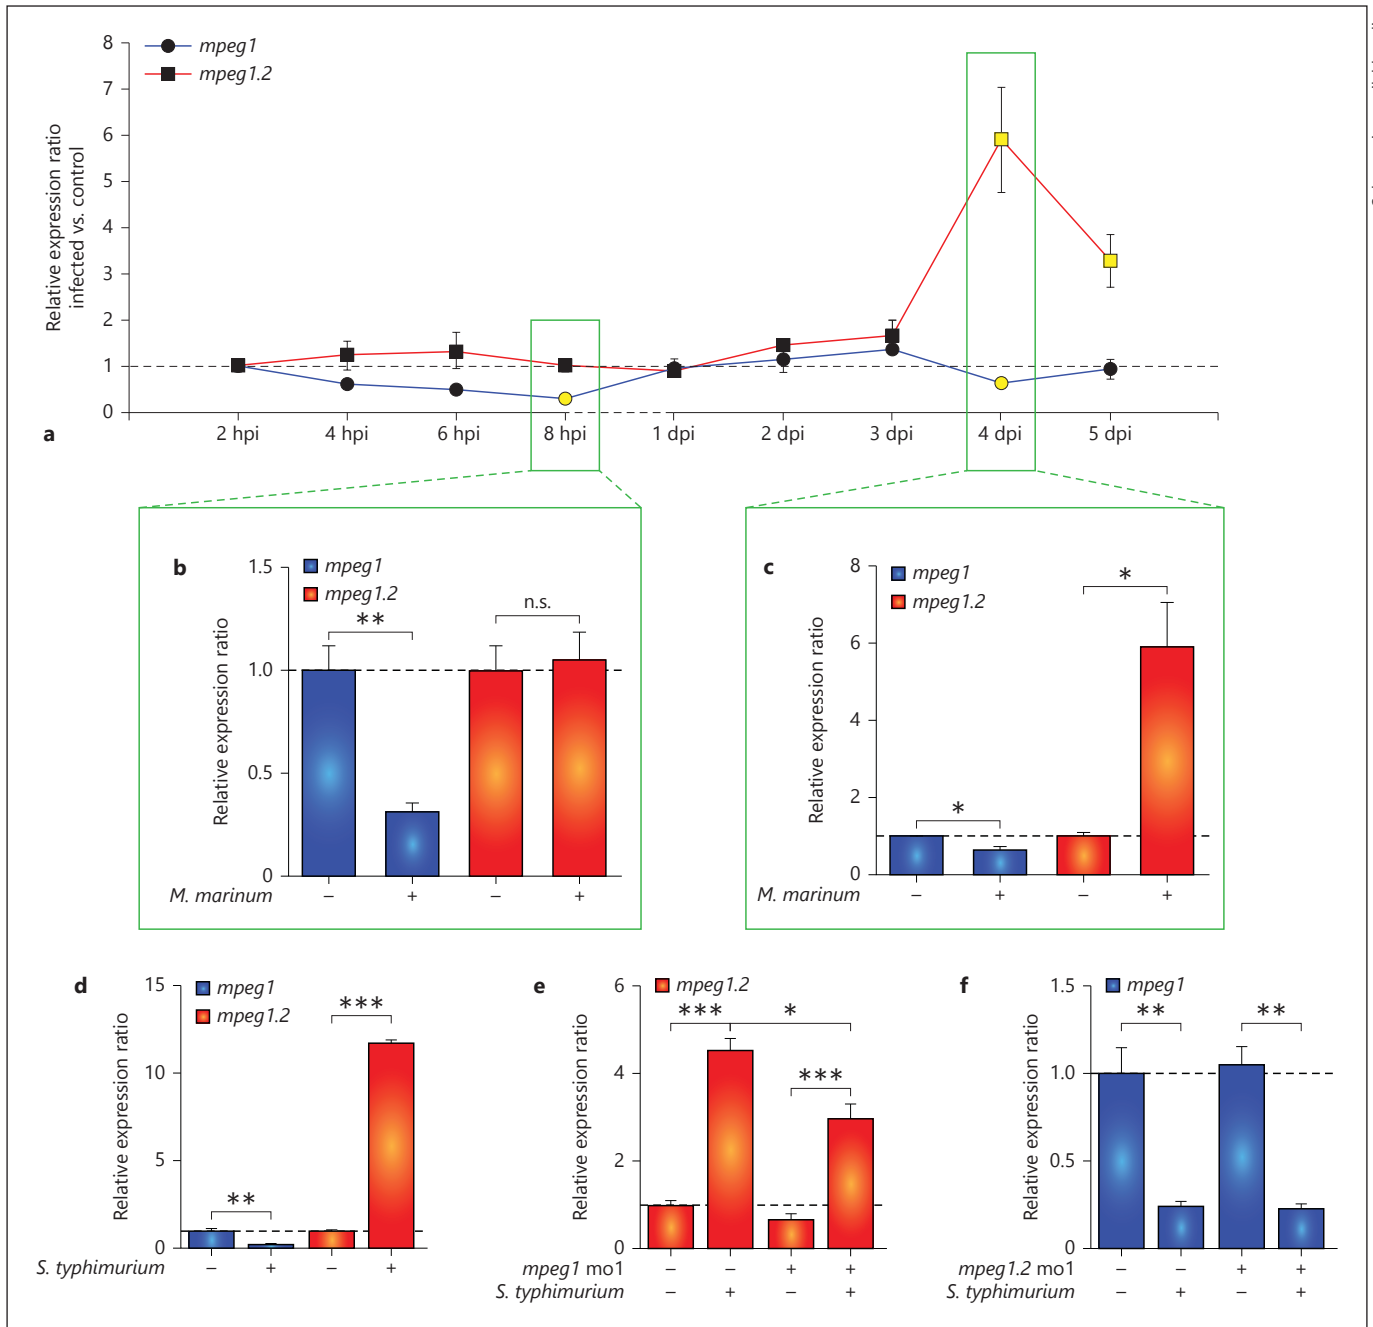 8
7
6
5
4
3
2
1
0
mpeg1
mpeg1.2
Relative expression ratio
infected vs. control
a
2 hpi 4 hpi 6 hpi 8 hpi 1 dpi 2 dpi 3 dpi 4 dpi 5 dpi
b
mpeg1
mpeg1.2
1.5
1.0
0.5
0
Relative expression ratio
**
n.s.
M. marinum – + – +
c
mpeg1
mpeg1.2
8
6
4
2
0
Relative expression ratio
*
*
M. marinum – + – +
d
mpeg1
mpeg1.2
15
10
5
0
Relative expression ratio
**
***
S. typhimurium – + – +
e
mpeg1.2
6
4
2
0
Relative expression ratio
*** *
***
mpeg1 mo1 – – + +
S. typhimurium – + – +
f
mpeg1
1.5
1.0
0.5
0
Relative expression ratio
** **
mpeg1.2 mo1 – – + +
S. typhimurium – + – +